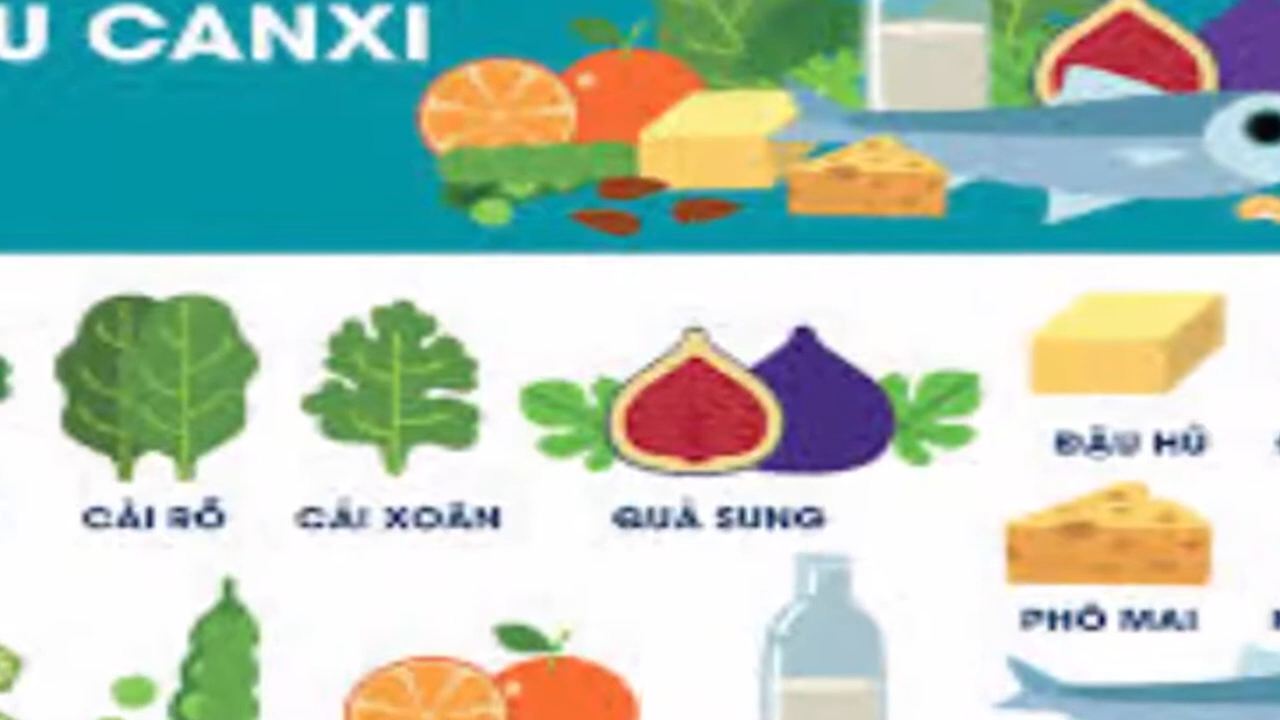 U CANXI
CẢI RỔ
CẢI XOĂN
QUẢ SUNG
ĐẬU HŨ
PHÔ MAI